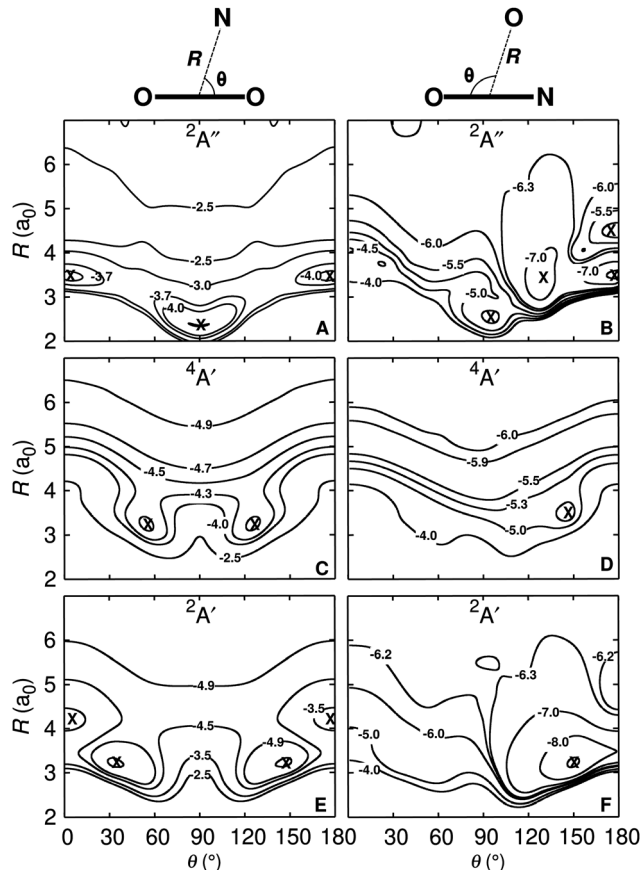 N
O
R
R
θ
θ
O
O
O
N
²A″
²A″
6
5
4
3
2
R (a₀)
-2.5
-2.5
-3.7
-4.0
-3.0
-3.7
-4.0
X
X
X
A
-6.3
-6.0
-5.5
-6.0
-4.5
-5.5
-7.0
-7.0
-4.0
-5.0
X
X
X
X
B
⁴A′
⁴A′
6
5
4
3
2
R (a₀)
-4.9
-4.7
-4.5
-4.3
-4.0
-2.5
X
X
C
-6.0
-5.9
-5.5
-5.3
-5.0
-4.0
X
D
²A′
²A′
6
5
4
3
2
R (a₀)
-4.9
-3.5
-4.5
-4.9
-3.5
-2.5
X
X
X
X
E
-6.2
-6.3
-6.2
-7.0
-5.0
-6.0
-8.0
-4.0
X
F
0 30 60 90 120 150 180 30 60 90 120 150 180
θ (°)
θ (°)